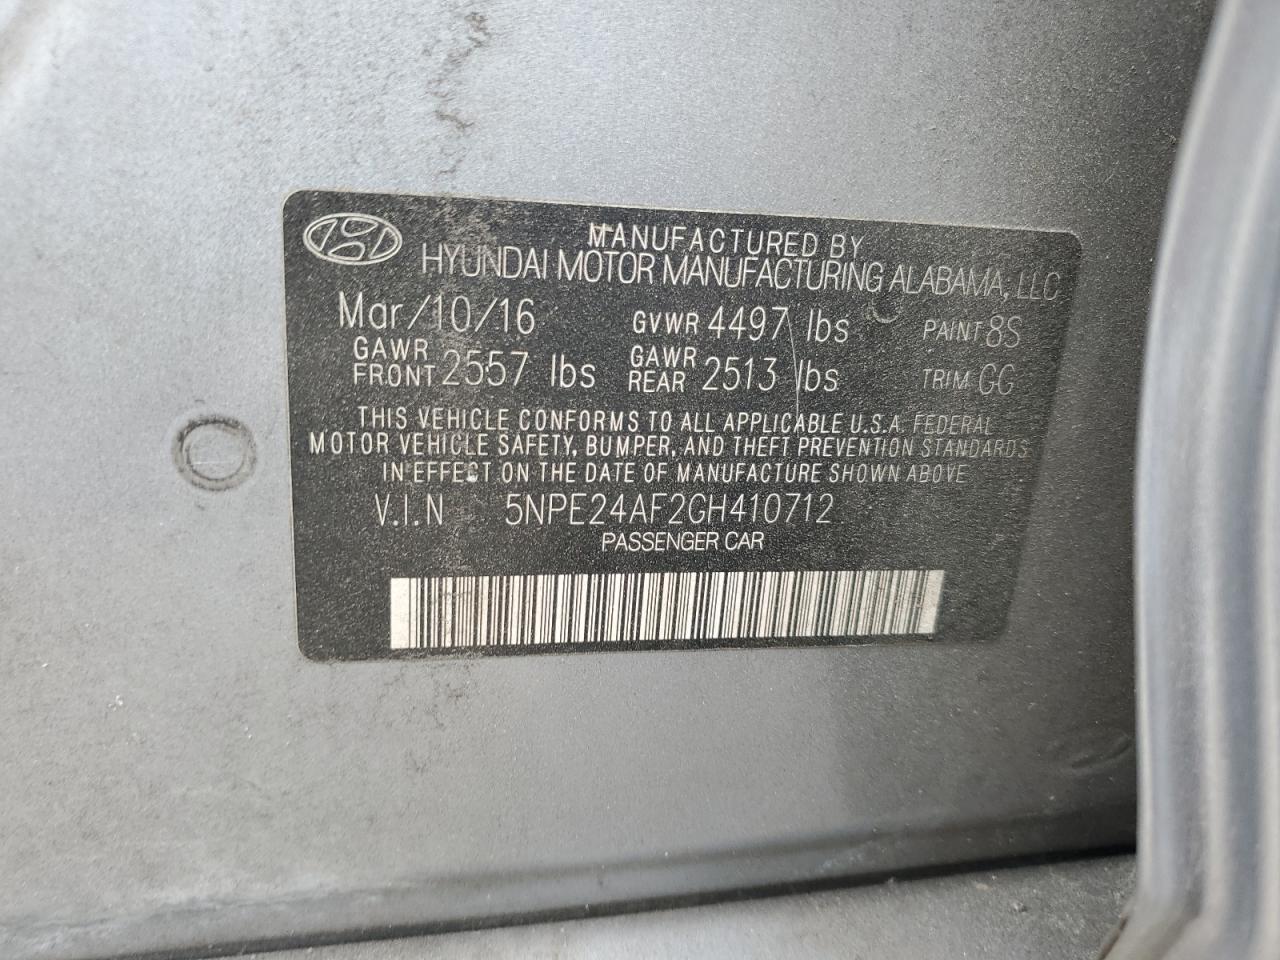 MANUFACTURED BY
HYUNDAI MOTOR MANUFACTURING ALABAMA, LLC
Mar/10/16 GVWR 4497 lbs PAINT 8S
GAWR FRONT 2557 lbs GAWR REAR 2513 lbs TRIM GG
THIS VEHICLE CONFORMS TO ALL APPLICABLE U.S.A. FEDERAL
MOTOR VEHICLE SAFETY, BUMPER, AND THEFT PREVENTION STANDARDS
IN EFFECT ON THE DATE OF MANUFACTURE SHOWN ABOVE
V.I.N 5NPE24AF2GH410712
PASSENGER CAR